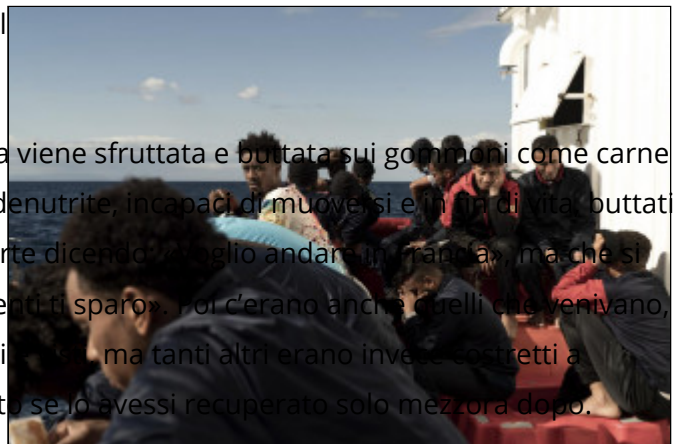 l
a viene sfruttata e buttata sui gommoni come carne
denutrite, incapaci di muoversi e in fin di vita, buttati
rte dicendo: «voglio andare in Francia», ma che si
enti ti sparo». Poi c’erano anche quelli che venivano,
i ma tanti altri erano invece costretti a
to se lo avessi recuperato solo mezz’ora dopo.